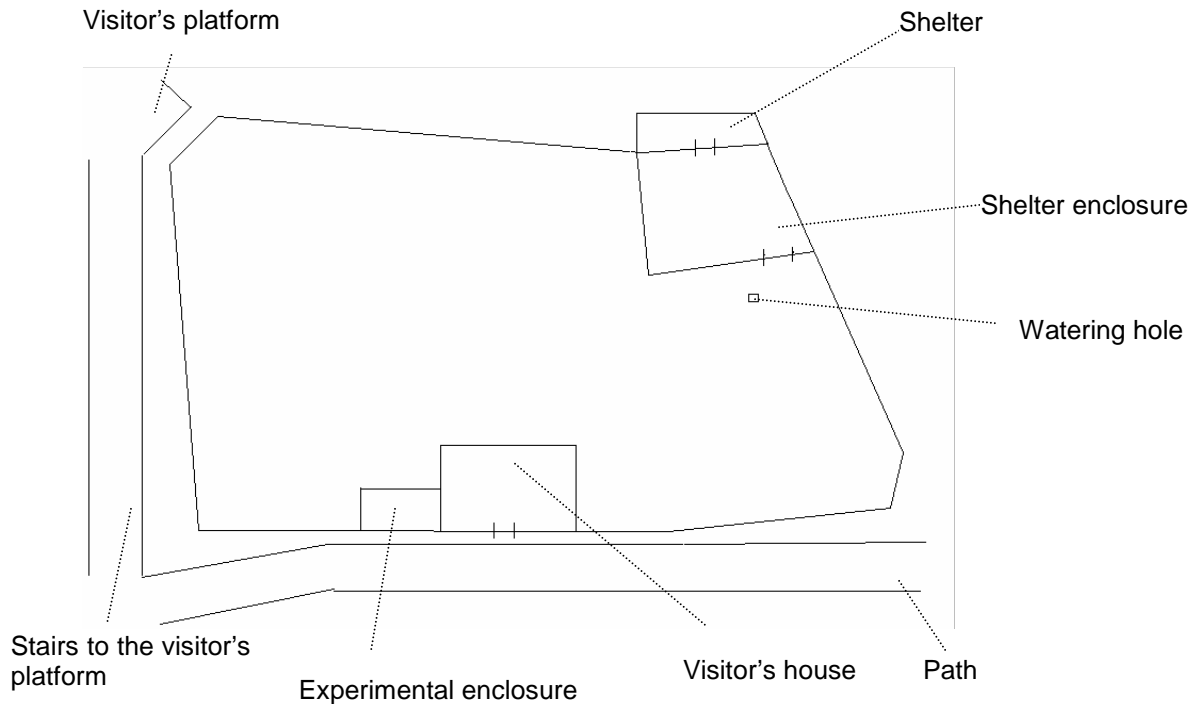 Visitor's platform
Shelter
Shelter enclosure
Watering hole
Stairs to the visitor's
platform
Experimental enclosure
Visitor's house
Path